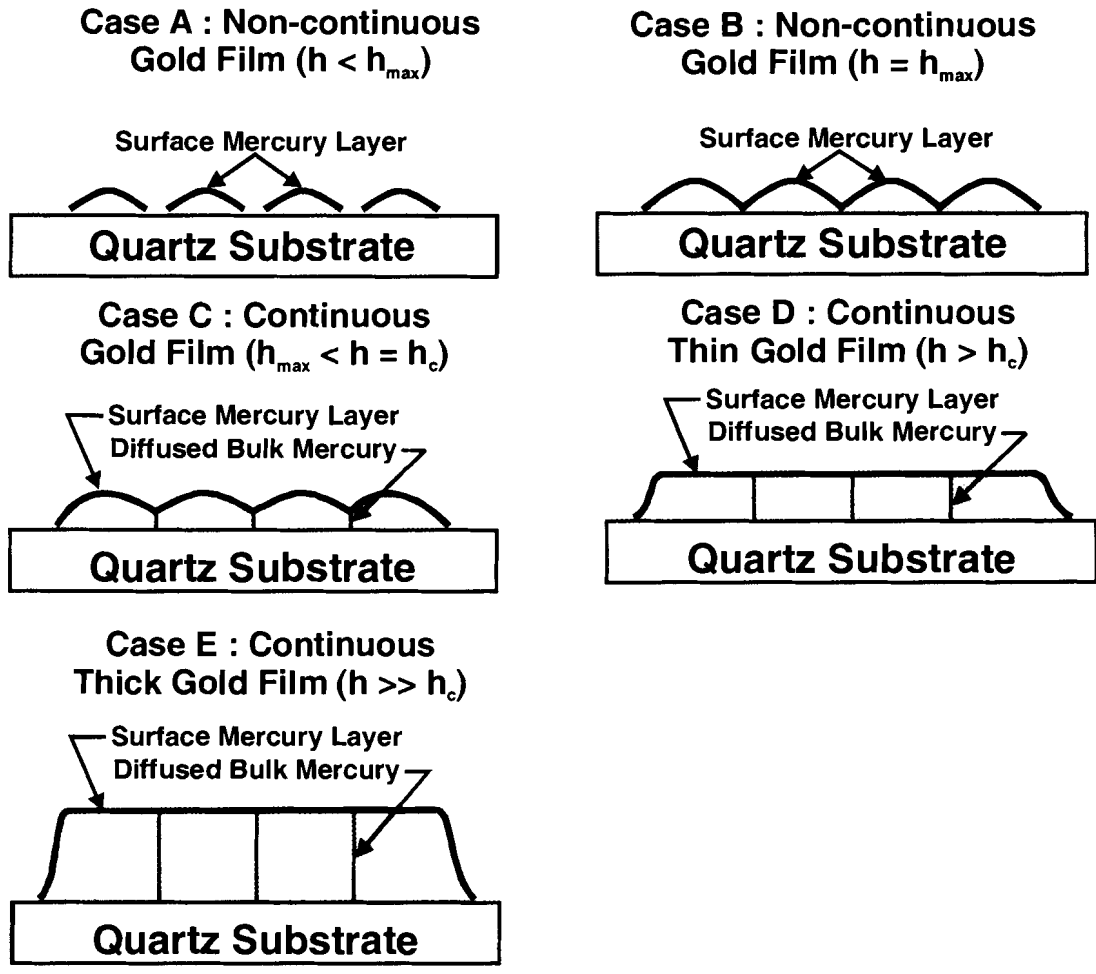 Case A : Non-continuous
Gold Film (h < hmax)
Surface Mercury Layer
Quartz Substrate
Case B : Non-continuous
Gold Film (h = hmax)
Surface Mercury Layer
Quartz Substrate
Case C : Continuous
Gold Film (hmax < h = hc)
Surface Mercury Layer
Diffused Bulk Mercury
Quartz Substrate
Case D : Continuous
Thin Gold Film (h > hc)
Surface Mercury Layer
Diffused Bulk Mercury
Quartz Substrate
Case E : Continuous
Thick Gold Film (h >> hc)
Surface Mercury Layer
Diffused Bulk Mercury
Quartz Substrate